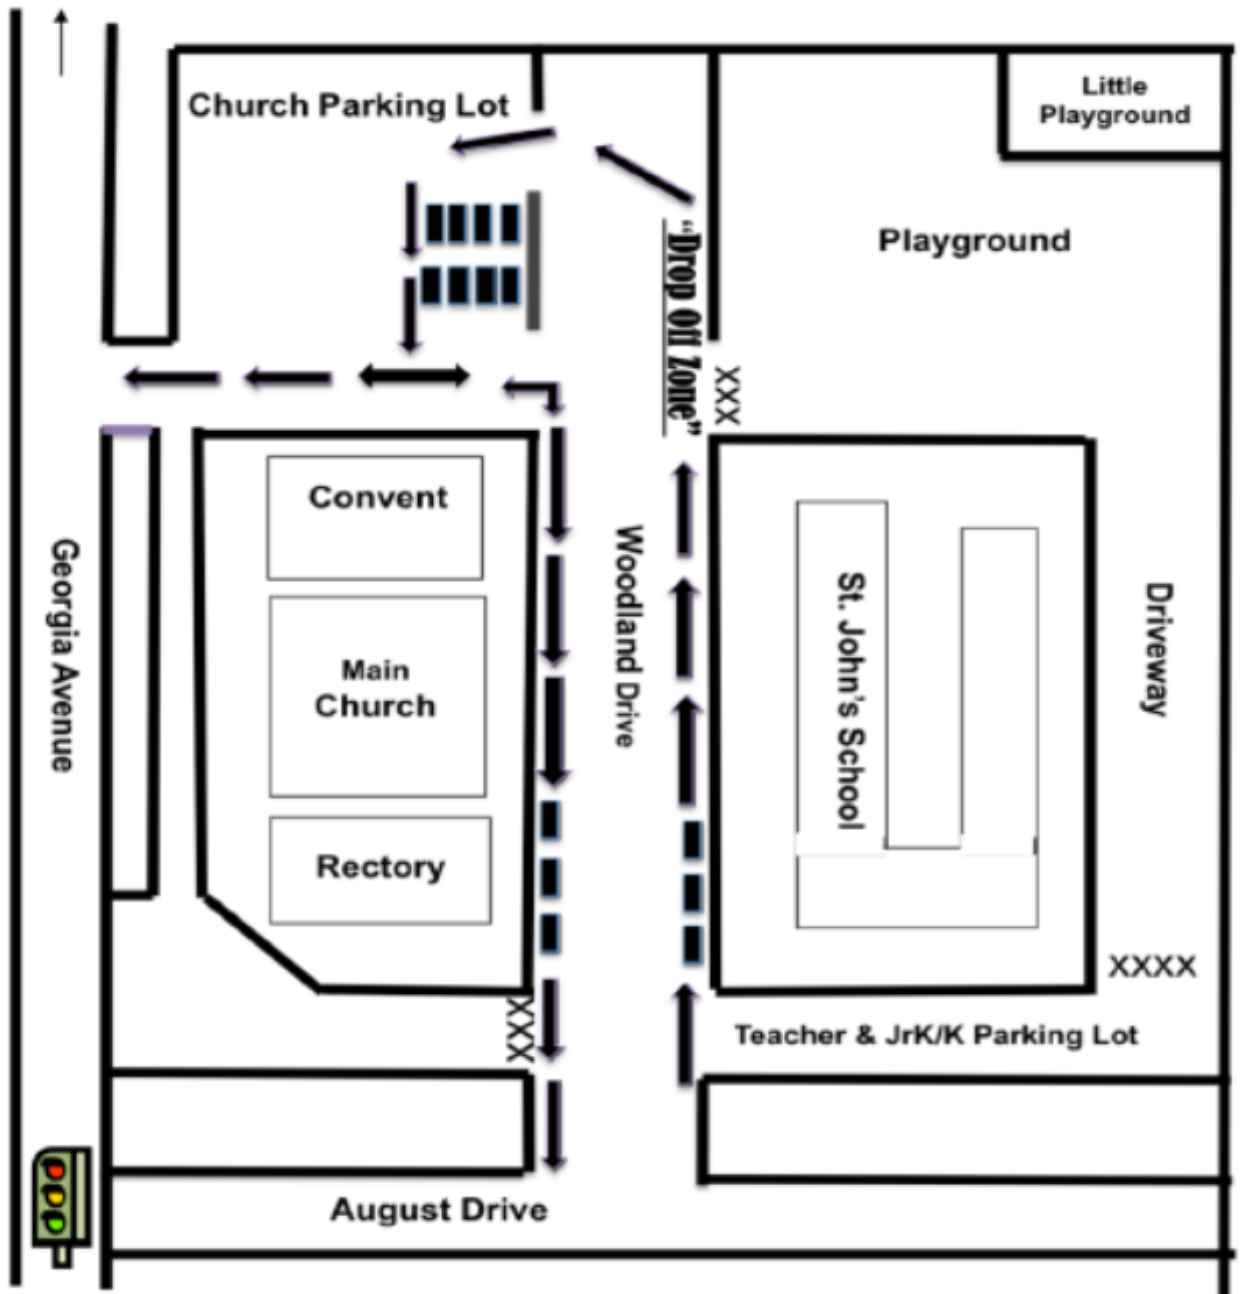 Church Parking Lot
Little
Playground
Playground
"Drop Off Zone"
XXX
Convent
Main
Church
Rectory
Georgia Avenue
Woodland Drive
St. John's School
Driveway
XXXX
XXX
Teacher & JrK/K Parking Lot
August Drive